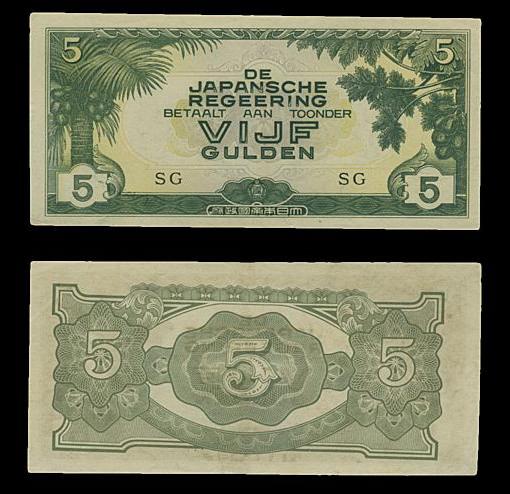 5 5
DE
JAPANSCHE
REGEERING
BETAALT AAN TOONDER
VIJF
GULDEN
SG SG
5 5
府政國帝本日大
5 5 5